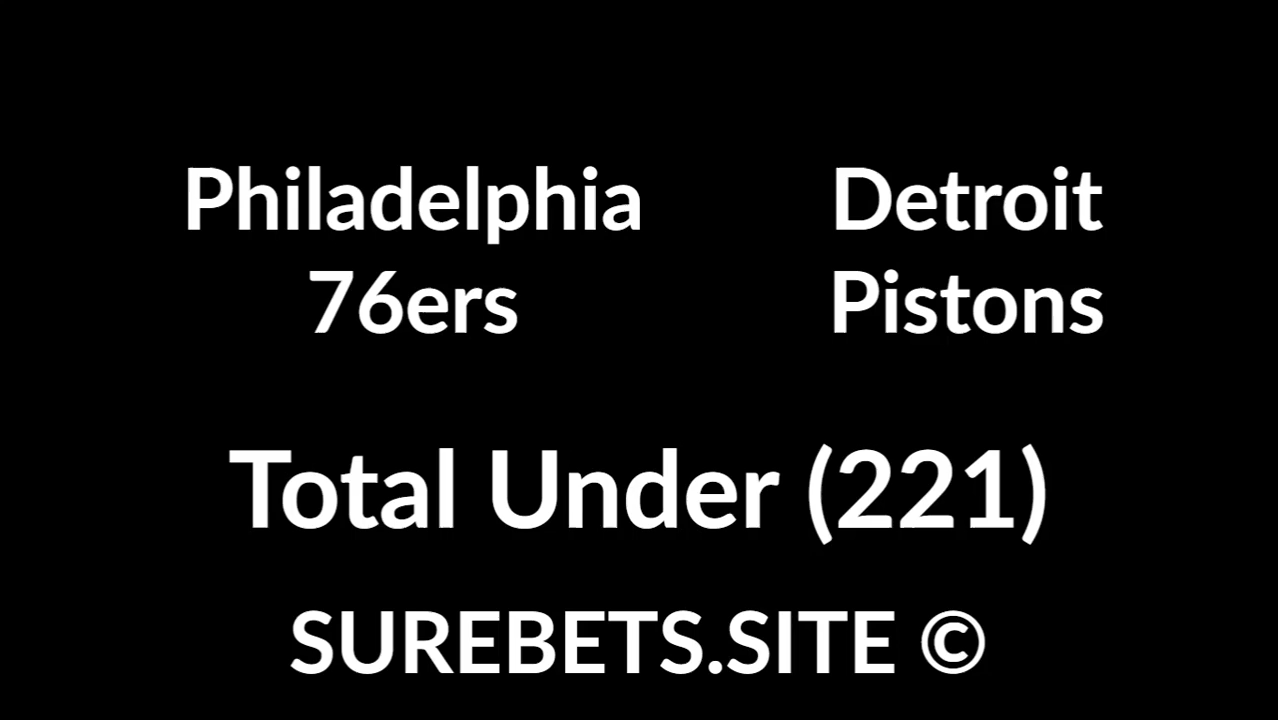 Philadelphia
76ers
Detroit
Pistons
Total Under (221)
SUREBETS.SITE ©